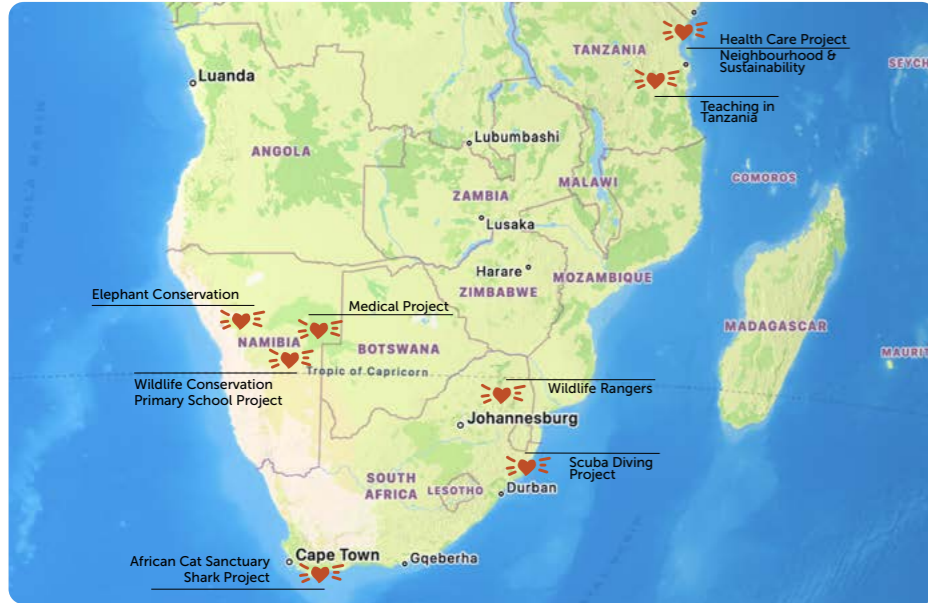 TANZANIA
Health Care Project
Neighbourhood &
Sustainability
SEYCH
Luanda
Teaching in
Tanzania
Lubumbashi
ANGOLA
MALAWI
COMOROS
ZAMBIA
Lusaka
Harare
MOZAMBIQUE
ZIMBABWE
Elephant Conservation
Medical Project
MADAGASCAR
NAMIBIA
BOTSWANA
MAURIT
Tropic of Capricorn
Wildlife Conservation
Primary School Project
Wildlife Rangers
Johannesburg
Scuba Diving
Project
SOUTH
AFRICA
LESOTHO
Durban
African Cat Sanctuary
Shark Project
Cape Town
Gqeberha